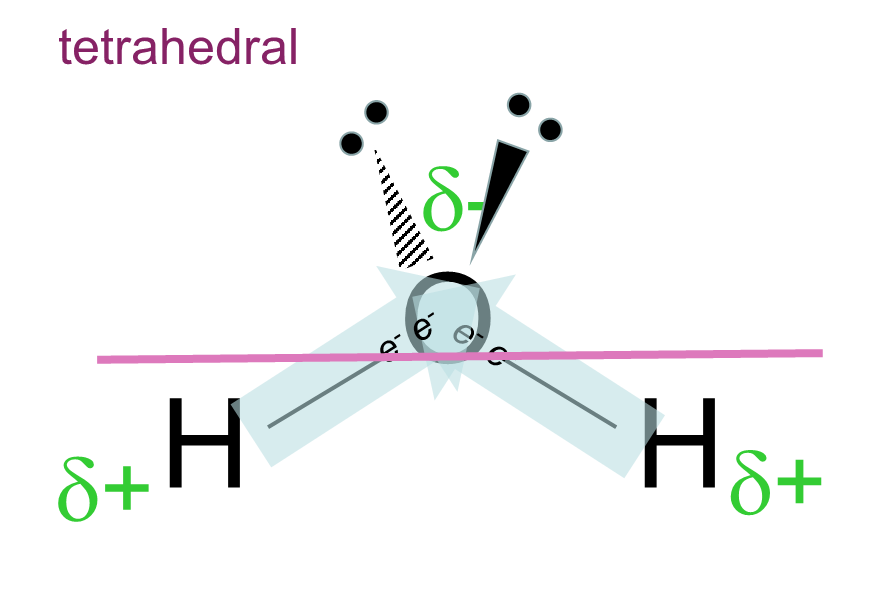 tetrahedral
δ-
O
e- e- e- e
H H
δ+ δ+